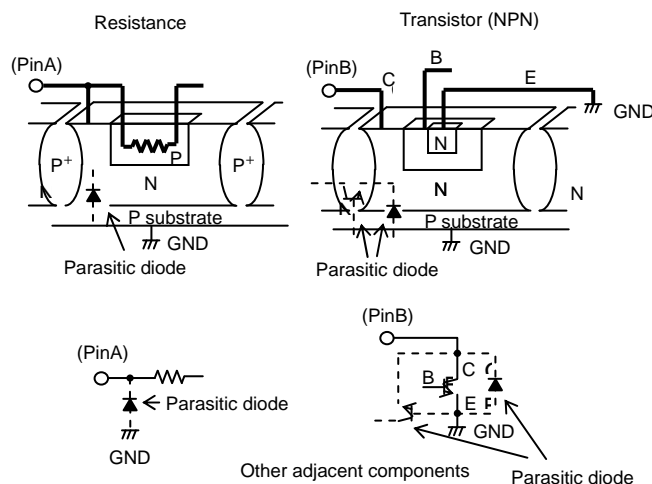 Resistance
Transistor (NPN)
(PinA)
P+
P
P+
N
P substrate
GND
Parasitic diode
(PinB)
C
B
E
GND
N
N
N
P substrate
GND
Parasitic diode
(PinA)
Parasitic diode
GND
(PinB)
C
B
E
GND
Other adjacent components
Parasitic diode